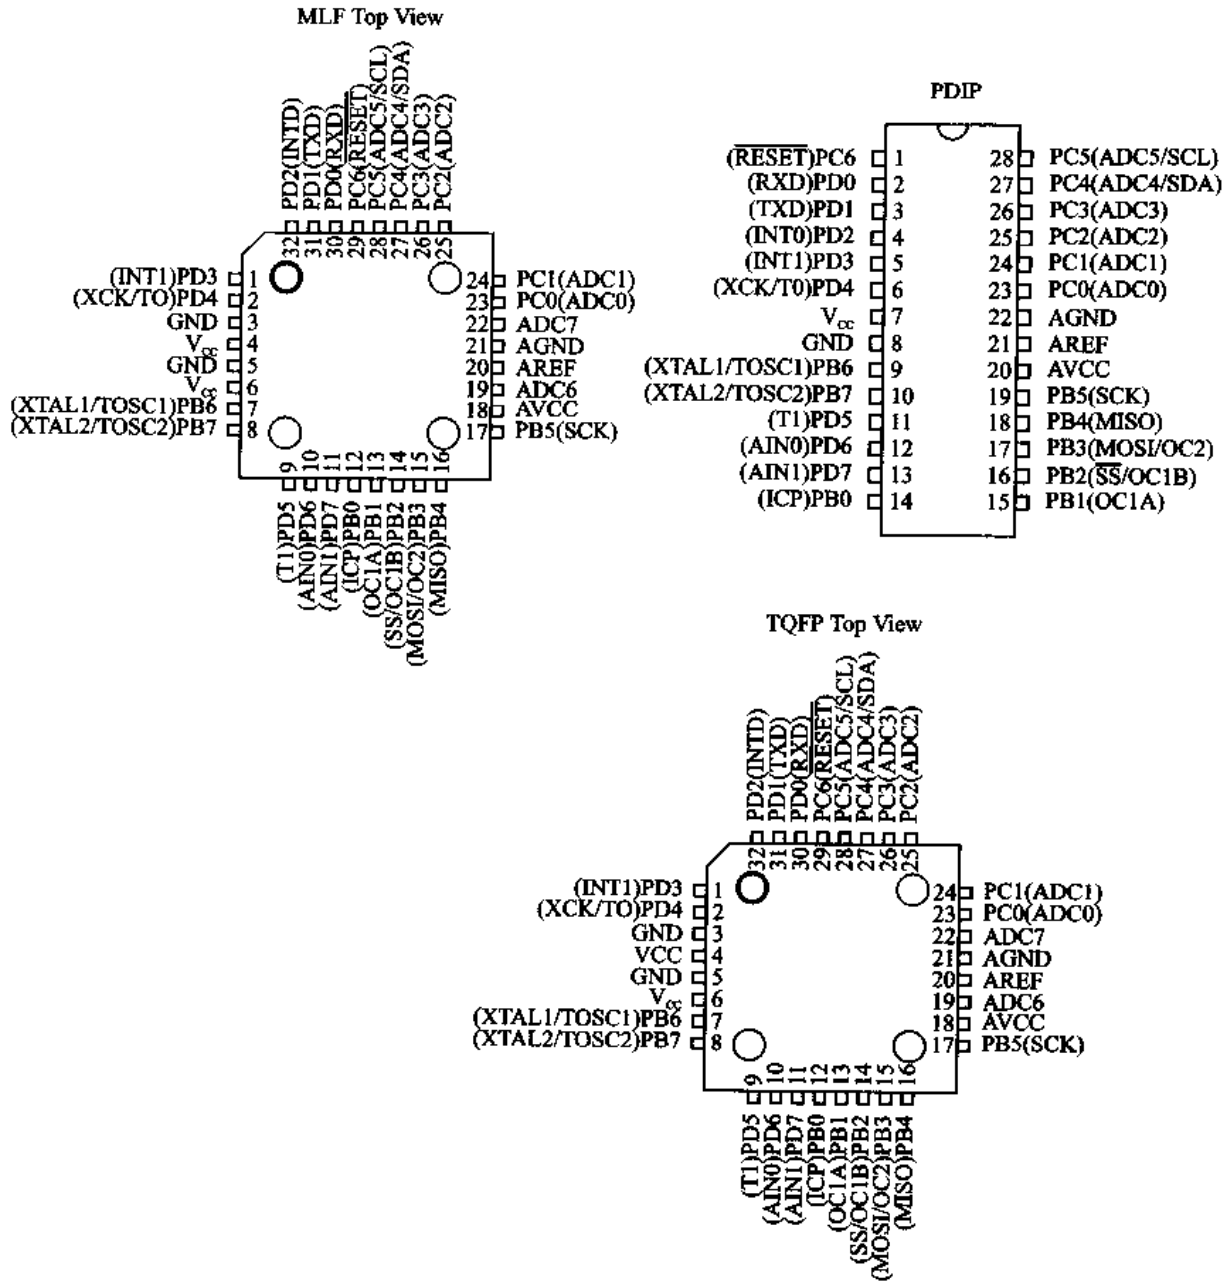 MLF Top View
PD2(INTD)
PD1(TXD)
PD0(RXD)
PC6(RESET)
PC5(ADC5/SCL)
PC4(ADC4/SDA)
PC3(ADC3)
PC2(ADC2)
32 31 30 29 28 27 26 25
(INT1)PD3 1
(XCK/TO)PD4 2
GND 3
Vcc 4
GND 5
Vcc 6
(XTAL1/TOSC1)PB6 7
(XTAL2/TOSC2)PB7 8
24 PC1(ADC1)
23 PC0(ADC0)
22 ADC7
21 AGND
20 AREF
19 ADC6
18 AVCC
17 PB5(SCK)
9 10 11 12 13 14 15 16
(T1)PD5
(AIN0)PD6
(AIN1)PD7
(ICP)PB0
(OC1A)PB1
(SS/OC1B)PB2
(MOSI/OC2)PB3
(MISO)PB4
PDIP
(RESET)PC6 1
(RXD)PD0 2
(TXD)PD1 3
(INT0)PD2 4
(INT1)PD3 5
(XCK/T0)PD4 6
Vcc 7
GND 8
(XTAL1/TOSC1)PB6 9
(XTAL2/TOSC2)PB7 10
(T1)PD5 11
(AIN0)PD6 12
(AIN1)PD7 13
(ICP)PB0 14
28 PC5(ADC5/SCL)
27 PC4(ADC4/SDA)
26 PC3(ADC3)
25 PC2(ADC2)
24 PC1(ADC1)
23 PC0(ADC0)
22 AGND
21 AREF
20 AVCC
19 PB5(SCK)
18 PB4(MISO)
17 PB3(MOSI/OC2)
16 PB2(SS/OC1B)
15 PB1(OC1A)
TQFP Top View
PD2(INTD)
PD1(TXD)
PD0(RXD)
PC6(RESET)
PC5(ADC5/SCL)
PC4(ADC4/SDA)
PC3(ADC3)
PC2(ADC2)
32 31 30 29 28 27 26 25
(INT1)PD3 1
(XCK/TO)PD4 2
GND 3
VCC 4
GND 5
Vcc 6
(XTAL1/TOSC1)PB6 7
(XTAL2/TOSC2)PB7 8
24 PC1(ADC1)
23 PC0(ADC0)
22 ADC7
21 AGND
20 AREF
19 ADC6
18 AVCC
17 PB5(SCK)
9 10 11 12 13 14 15 16
(T1)PD5
(AIN0)PD6
(AIN1)PD7
(ICP)PB0
(OC1A)PB1
(SS/OC1B)PB2
(MOSI/OC2)PB3
(MISO)PB4